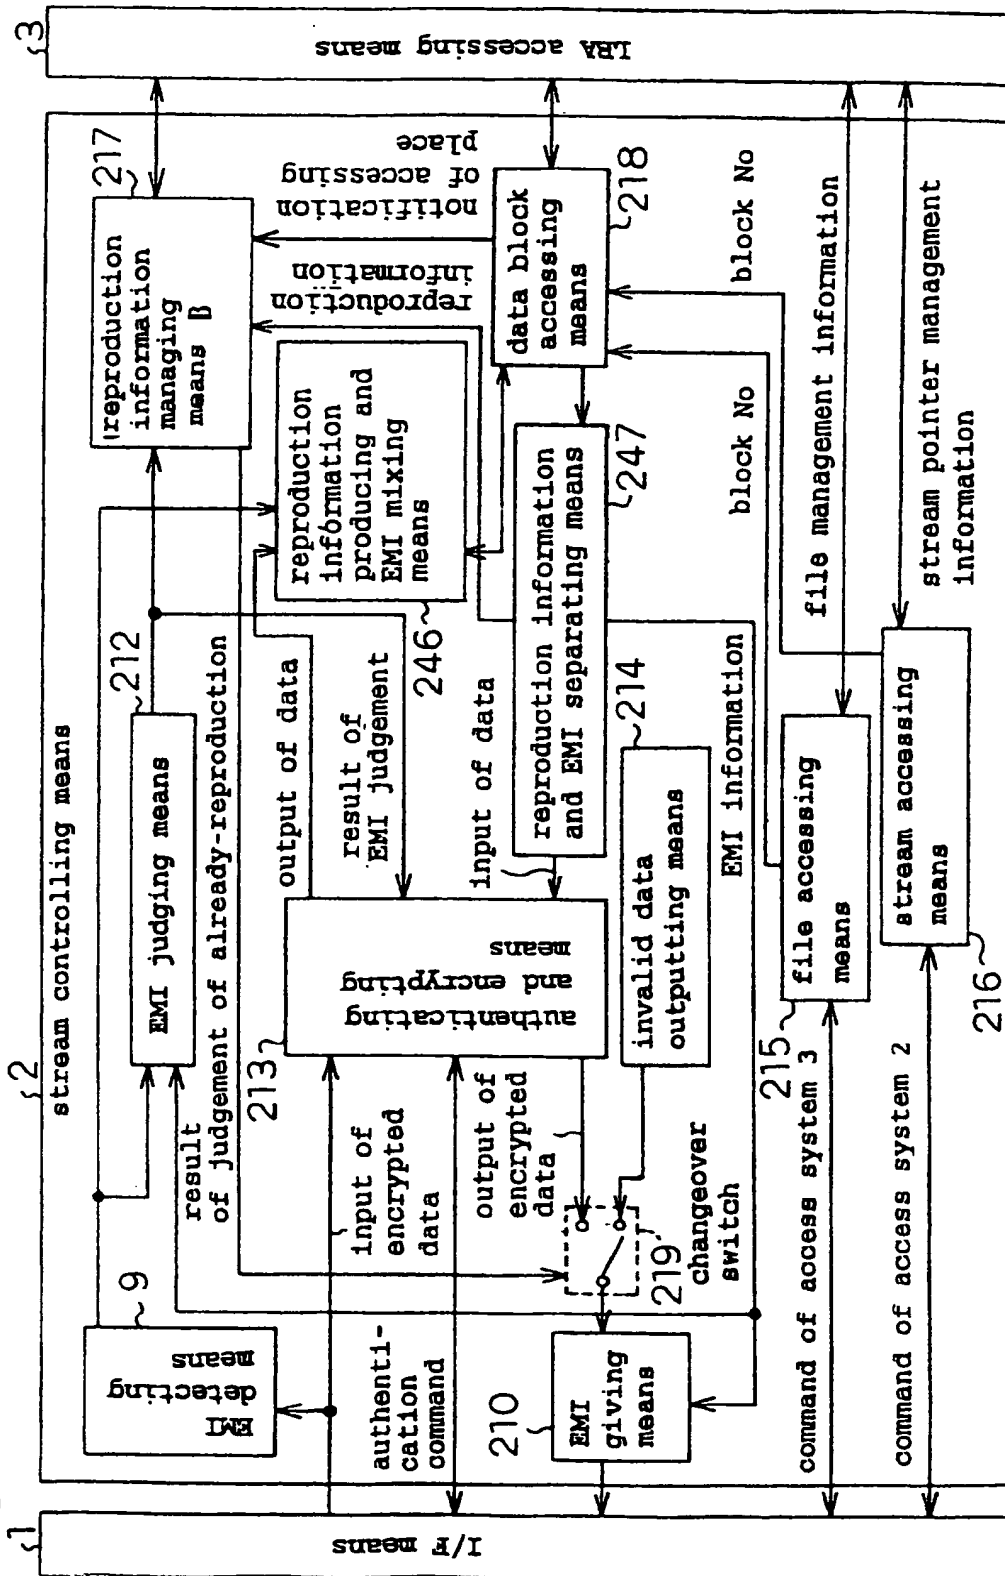 1
I/F means
2
stream controlling means
3
LBA accessing means
9
EMI
detecting
means
212
EMI judging means
217
reproduction
information
managing
means B
result
of judgement of already-reproduction
output of data
result of
EMI judgement
reproduction
information
producing and
EMI mixing
means
246
reproduction
information
notification
of accessing
place
213
authenticating
and encrypting
means
input of
encrypted
data
authenti-
cation
command
output of
encrypted
data
input of data
reproduction information
and EMI separating means
247
data block
accessing
means
218
214
invalid data
outputting means
219
changeover
switch
210
EMI
giving
means
EMI information
block No
block No
215
file accessing
means
file management information
command of access system 3
216
stream accessing
means
stream pointer management
information
command of access system 2